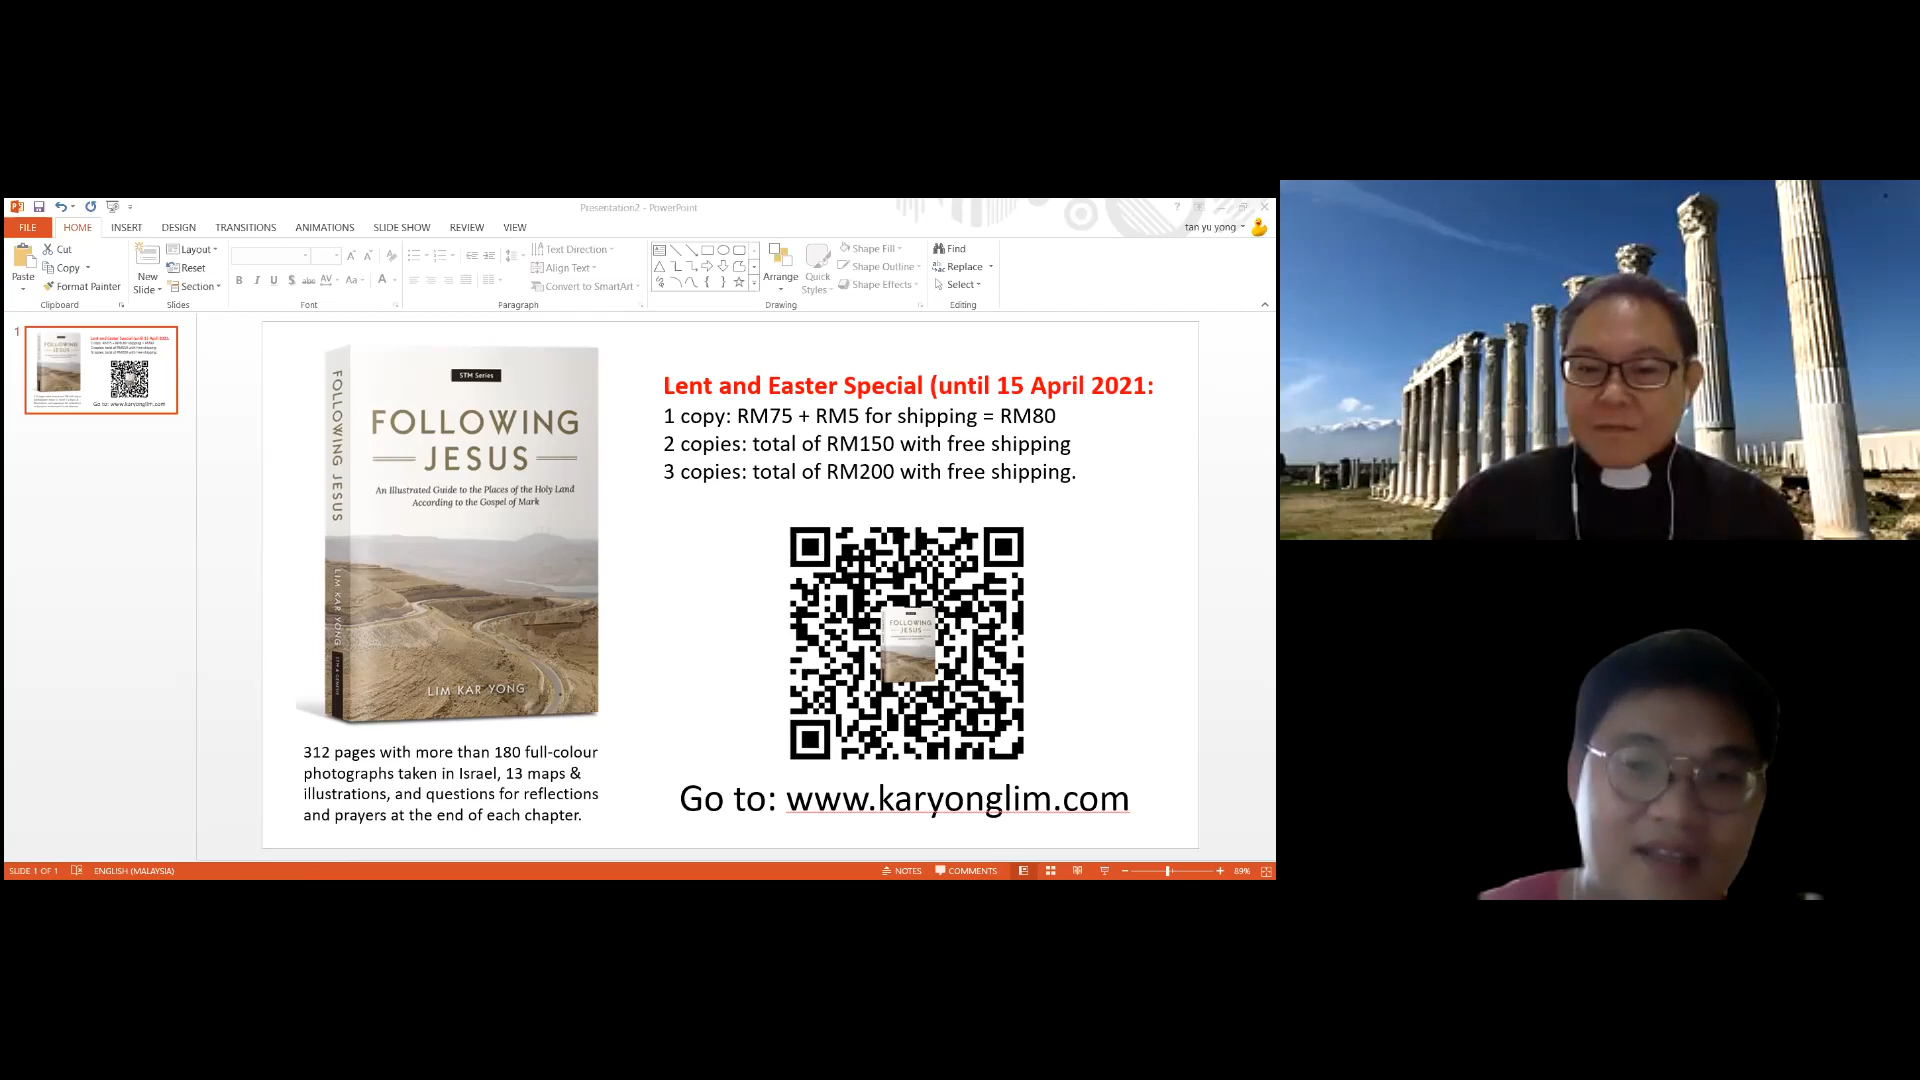 Presentation2 - PowerPoint
FILE
HOME
INSERT
DESIGN
TRANSITIONS
ANIMATIONS
SLIDE SHOW
REVIEW
VIEW
tan yu yong
Paste
Cut
Copy
Format Painter
Clipboard
New
Slide
Layout
Reset
Section
Slides
B I U S abc AV Aa A
Font
Text Direction
Align Text
Convert to SmartArt
Paragraph
Arrange
Quick
Styles
Shape Fill
Shape Outline
Shape Effects
Drawing
Find
Replace
Select
Editing
1
FOLLOWING JESUS
LIM KAR YONG
STM Series
FOLLOWING
JESUS
An Illustrated Guide to the Places of the Holy Land
According to the Gospel of Mark
LIM KAR YONG
312 pages with more than 180 full-colour
photographs taken in Israel, 13 maps &
illustrations, and questions for reflections
and prayers at the end of each chapter.
Lent and Easter Special (until 15 April 2021:
1 copy: RM75 + RM5 for shipping = RM80
2 copies: total of RM150 with free shipping
3 copies: total of RM200 with free shipping.
FOLLOWING
JESUS
Go to: www.karyonglim.com
SLIDE 1 OF 1
ENGLISH (MALAYSIA)
NOTES
COMMENTS
89%